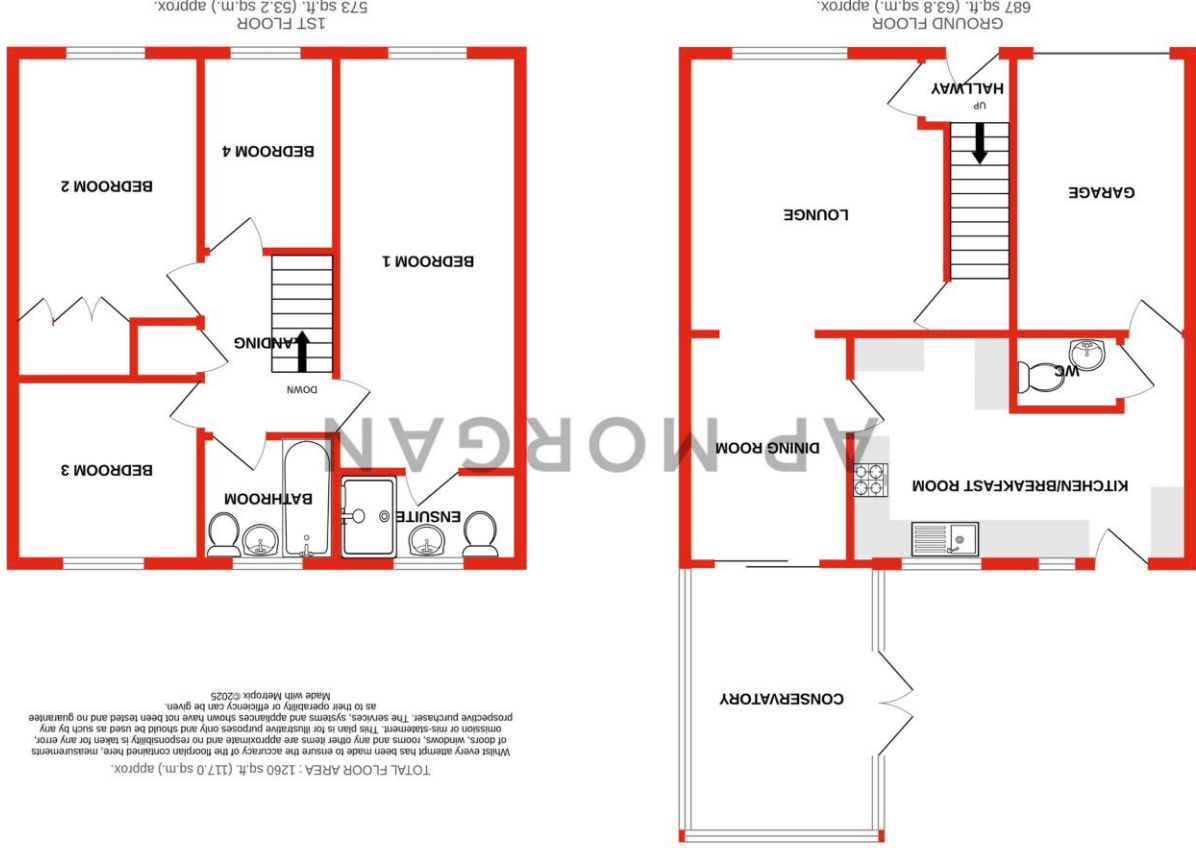 GROUND FLOOR
687 sq.ft. (63.8 sq.m.) approx.
1ST FLOOR
573 sq.ft. (53.2 sq.m.) approx.
HALLWAY
UP
GARAGE
LOUNGE
WC
DINING ROOM
KITCHEN/BREAKFAST ROOM
CONSERVATORY
BEDROOM 4
BEDROOM 2
BEDROOM 1
LANDING
DOWN
BEDROOM 3
BATHROOM
ENSUITE
AP MORGAN
TOTAL FLOOR AREA : 1260 sq.ft. (117.0 sq.m.) approx.
Whilst every attempt has been made to ensure the accuracy of the floorplan contained here, measurements
of doors, windows, rooms and any other items are approximate and no responsibility is taken for any error,
omission or mis-statement. This plan is for illustrative purposes only and should be used as such by any
prospective purchaser. The services, systems and appliances shown have not been tested and no guarantee
as to their operability or efficiency can be given.
Made with Metropix ©2025